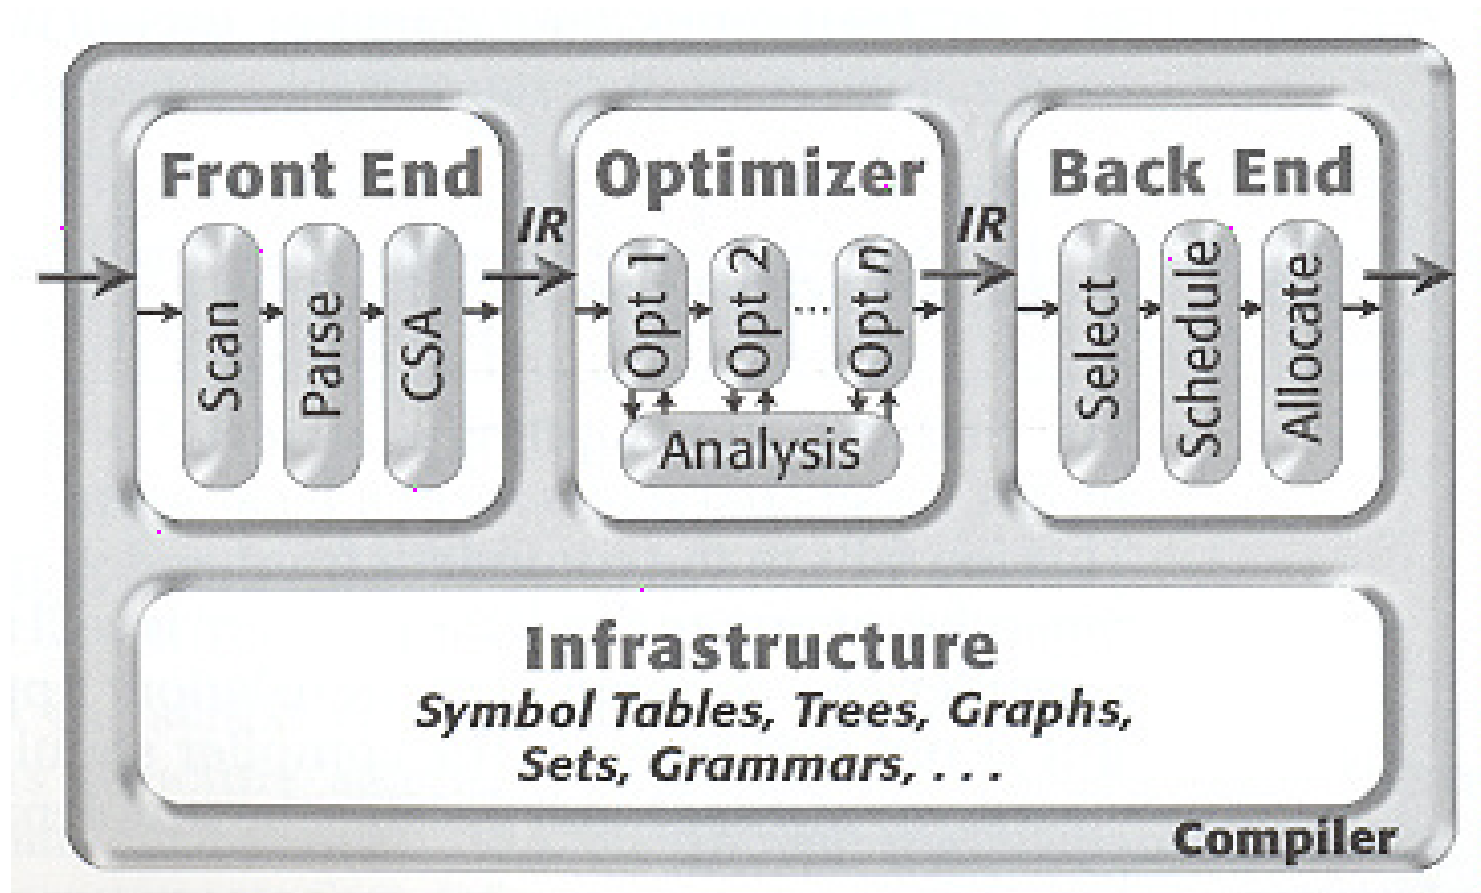 Front End
Optimizer
Back End
IR
IR
Scan
Parse
CSA
Opt 1
Opt 2
...
Opt n
Analysis
Select
Schedule
Allocate
Infrastructure
Symbol Tables, Trees, Graphs,
Sets, Grammars, . . .
Compiler